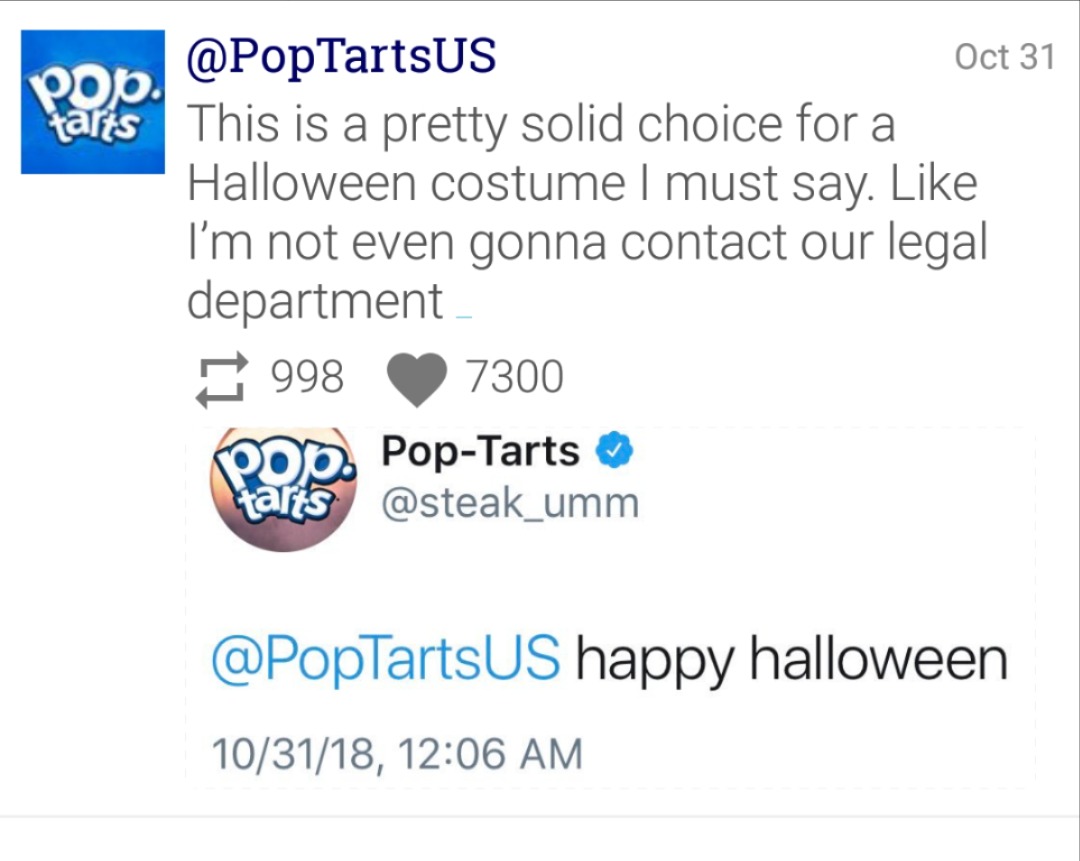 @PopTartsUS
Oct 31
Pop.
tarts
This is a pretty solid choice for a
Halloween costume I must say. Like
I’m not even gonna contact our legal
department _
998 7300
Pop.
tarts
Pop-Tarts
@steak_umm
@PopTartsUS happy halloween
10/31/18, 12:06 AM